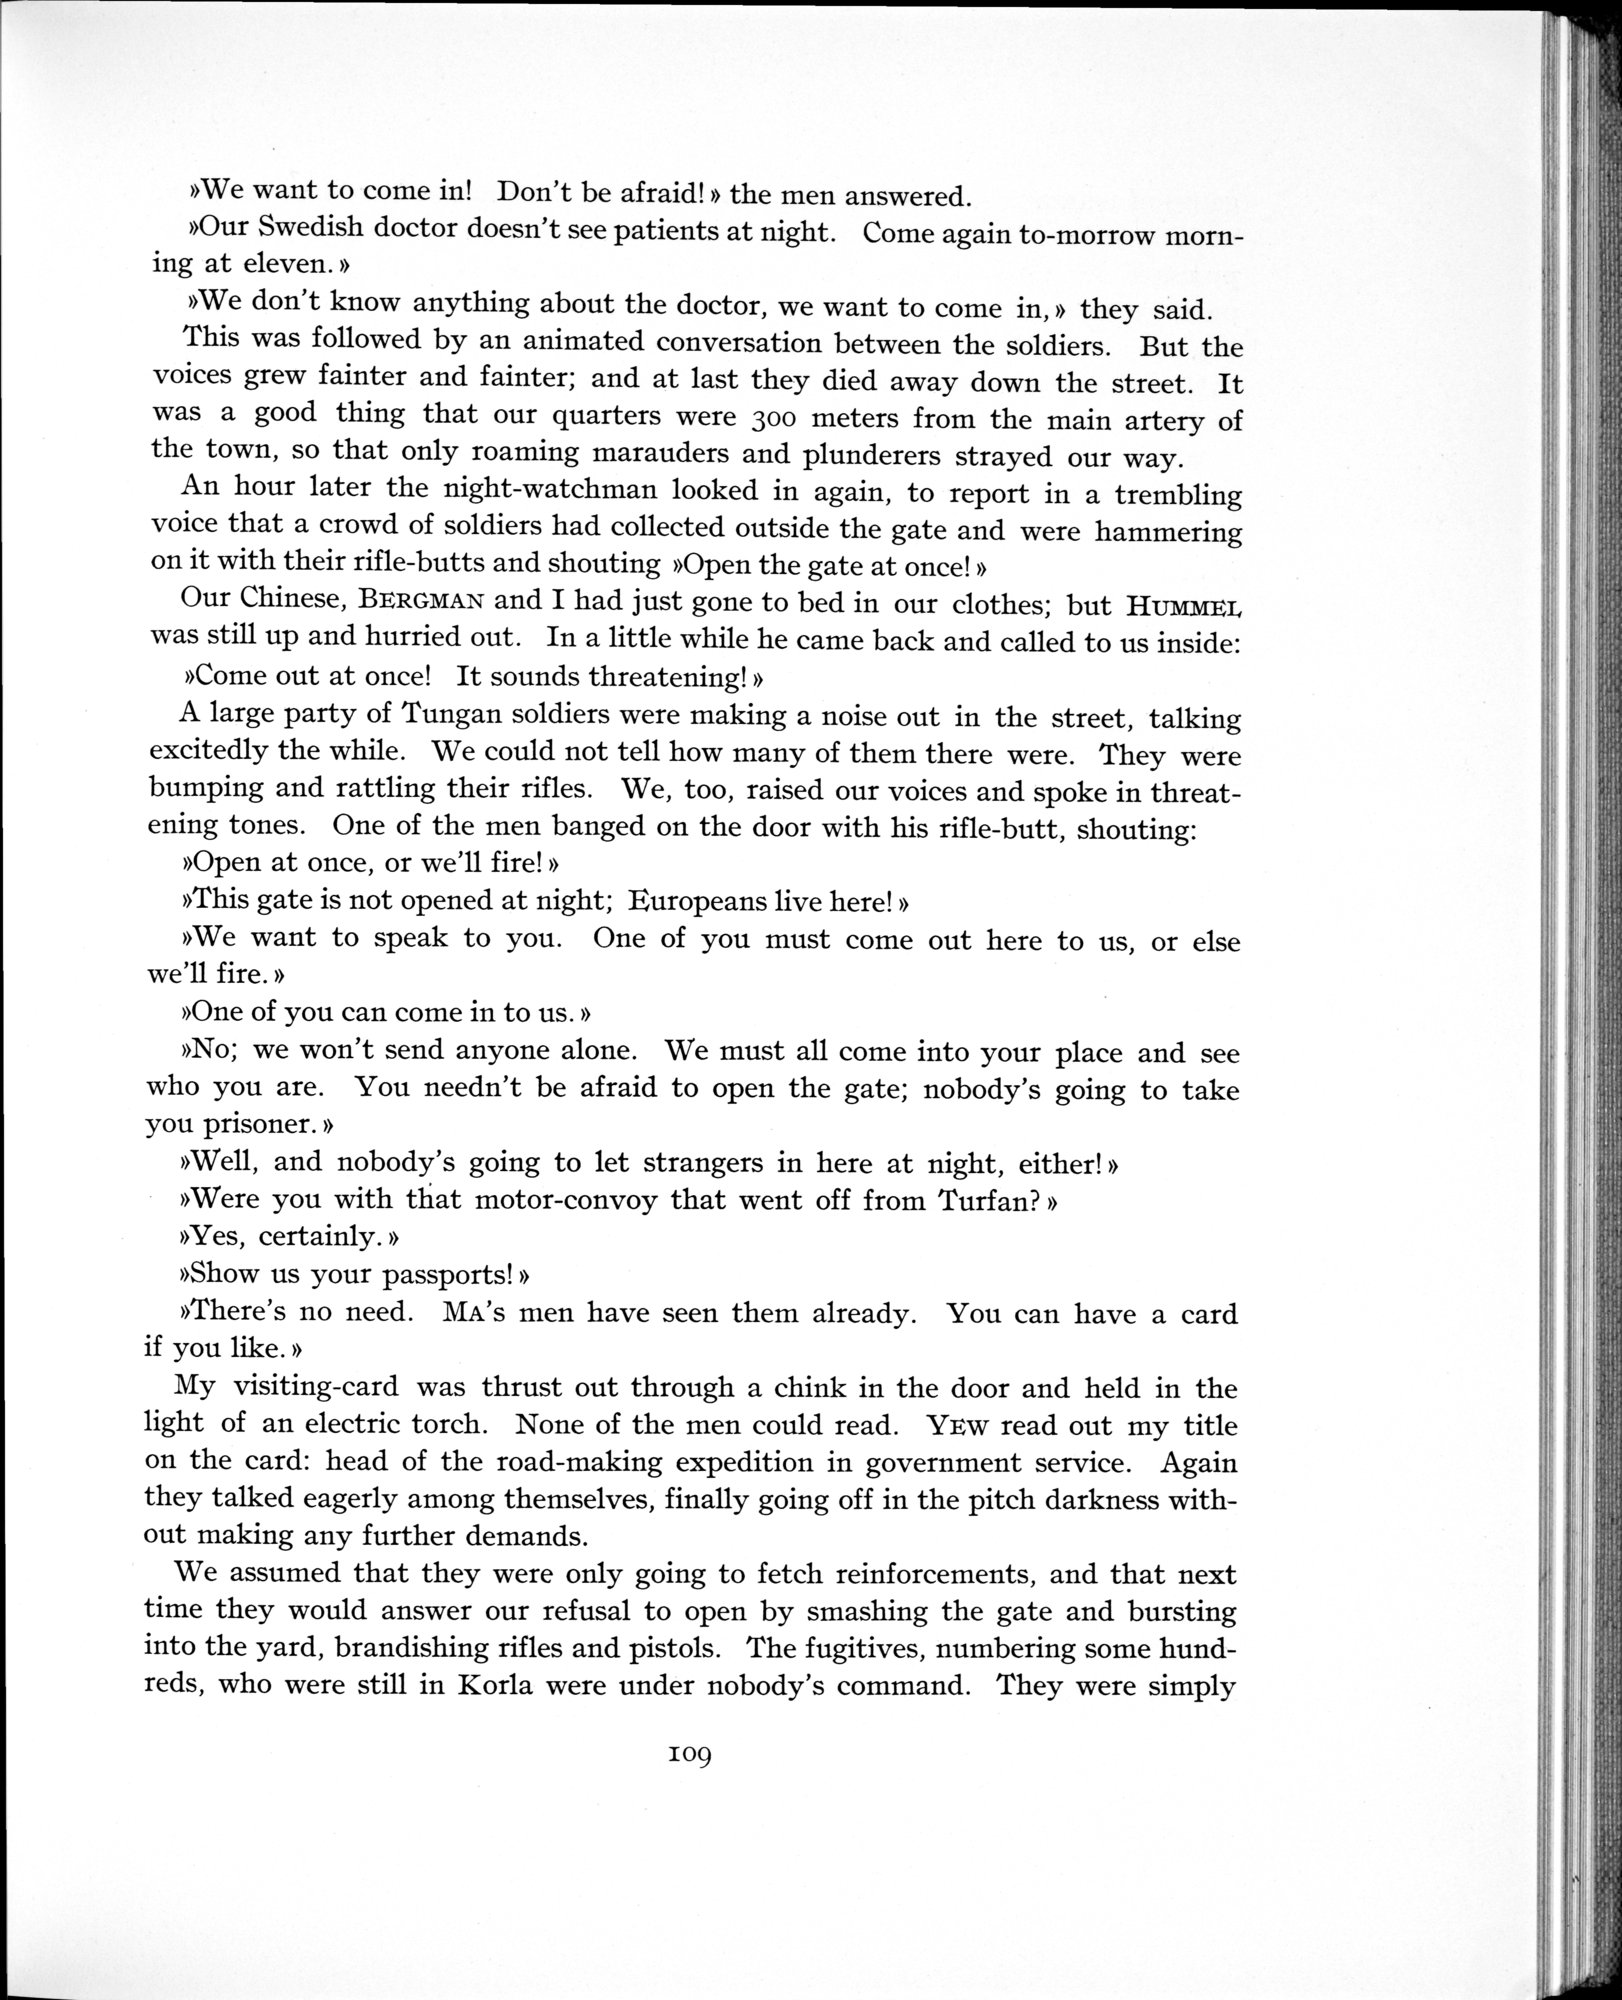 »We want to come in! Don't be afraid!» the men answered.
»Our Swedish doctor doesn't see patients at night. Come again to-morrow morn-
ing at eleven.»
»We don't know anything about the doctor, we want to come in,» they said.
This was followed by an animated conversation between the soldiers. But the
voices grew fainter and fainter; and at last they died away down the street. It
was a good thing that our quarters were 300 meters from the main artery of
the town, so that only roaming marauders and plunderers strayed our way.
An hour later the night-watchman looked in again, to report in a trembling
voice that a crowd of soldiers had collected outside the gate and were hammering
on it with their rifle-butts and shouting »Open the gate at once!»
Our Chinese, BERGMAN and I had just gone to bed in our clothes; but HUMMEL
was still up and hurried out. In a little while he came back and called to us inside:
»Come out at once! It sounds threatening!»
A large party of Tungan soldiers were making a noise out in the street, talking
excitedly the while. We could not tell how many of them there were. They were
bumping and rattling their rifles. We, too, raised our voices and spoke in threat-
ening tones. One of the men banged on the door with his rifle-butt, shouting:
»Open at once, or we'll fire!»
»This gate is not opened at night; Europeans live here!»
»We want to speak to you. One of you must come out here to us, or else
we'll fire.»
»One of you can come in to us.»
»No; we won't send anyone alone. We must all come into your place and see
who you are. You needn't be afraid to open the gate; nobody's going to take
you prisoner.»
»Well, and nobody's going to let strangers in here at night, either!»
»Were you with that motor-convoy that went off from Turfan?»
»Yes, certainly.»
»Show us your passports!»
»There's no need. MA's men have seen them already. You can have a card
if you like.»
My visiting-card was thrust out through a chink in the door and held in the
light of an electric torch. None of the men could read. YEW read out my title
on the card: head of the road-making expedition in government service. Again
they talked eagerly among themselves, finally going off in the pitch darkness with-
out making any further demands.
We assumed that they were only going to fetch reinforcements, and that next
time they would answer our refusal to open by smashing the gate and bursting
into the yard, brandishing rifles and pistols. The fugitives, numbering some hund-
reds, who were still in Korla were under nobody's command. They were simply
109